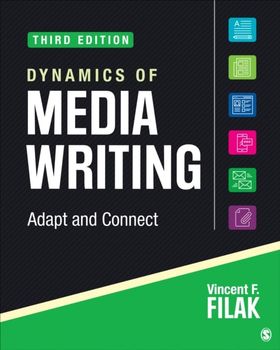 THIRD EDITION
DYNAMICS OF
MEDIA
WRITING
Adapt and Connect
Vincent F.
FILAK